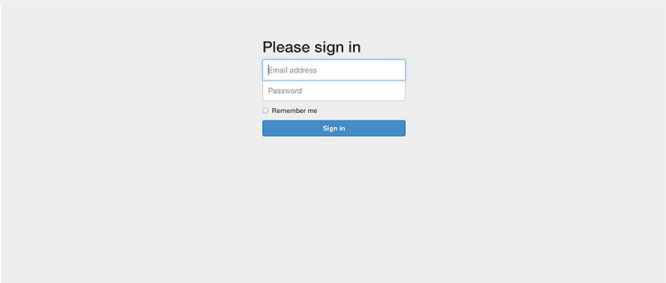 Please sign in
Email address
Password
Remember me
Sign in